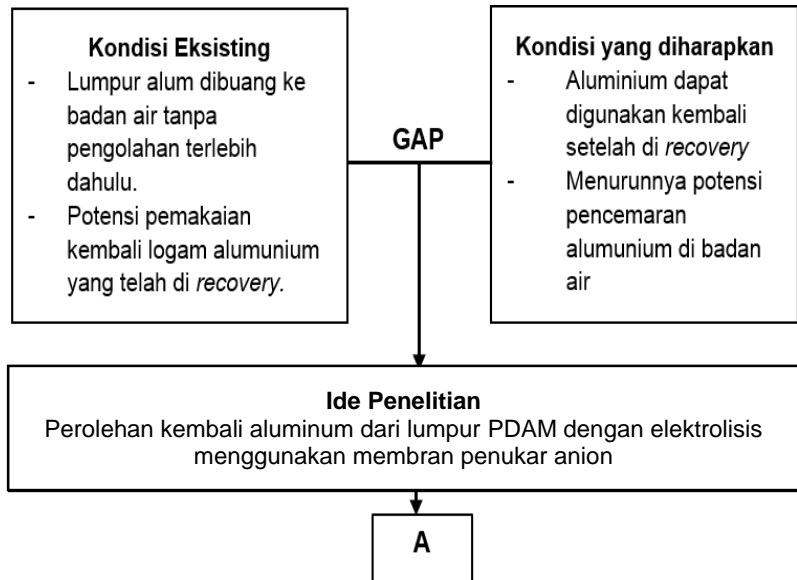 Kondisi Eksisting
- Lumpur alum dibuang ke
badan air tanpa
pengolahan terlebih
dahulu.
- Potensi pemakaian
kembali logam alumunium
yang telah di recovery.
GAP
Kondisi yang diharapkan
- Aluminium dapat
digunakan kembali
setelah di recovery
- Menurunnya potensi
pencemaran
alumunium di badan
air
Ide Penelitian
Perolehan kembali aluminum dari lumpur PDAM dengan elektrolisis
menggunakan membran penukar anion
A